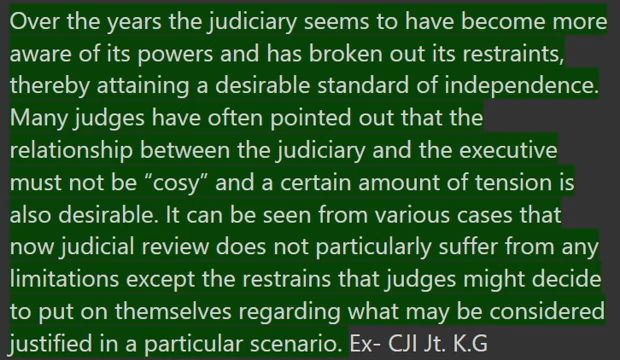 Over the years the judiciary seems to have become more
aware of its powers and has broken out its restraints,
thereby attaining a desirable standard of independence.
Many judges have often pointed out that the
relationship between the judiciary and the executive
must not be “cosy” and a certain amount of tension is
also desirable. It can be seen from various cases that
now judicial review does not particularly suffer from any
limitations except the restrains that judges might decide
to put on themselves regarding what may be considered
justified in a particular scenario. Ex- CJI Jt. K.G